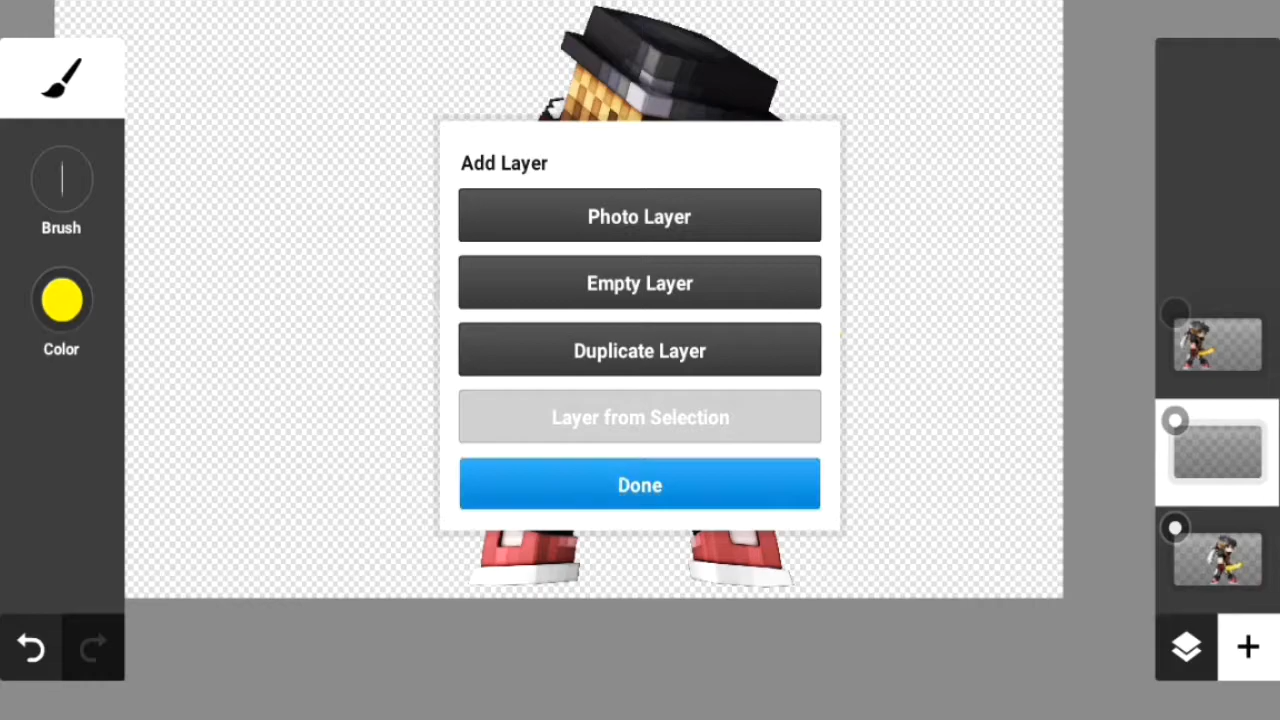 Add Layer
Photo Layer
Empty Layer
Duplicate Layer
Layer from Selection
Done
Brush
Color